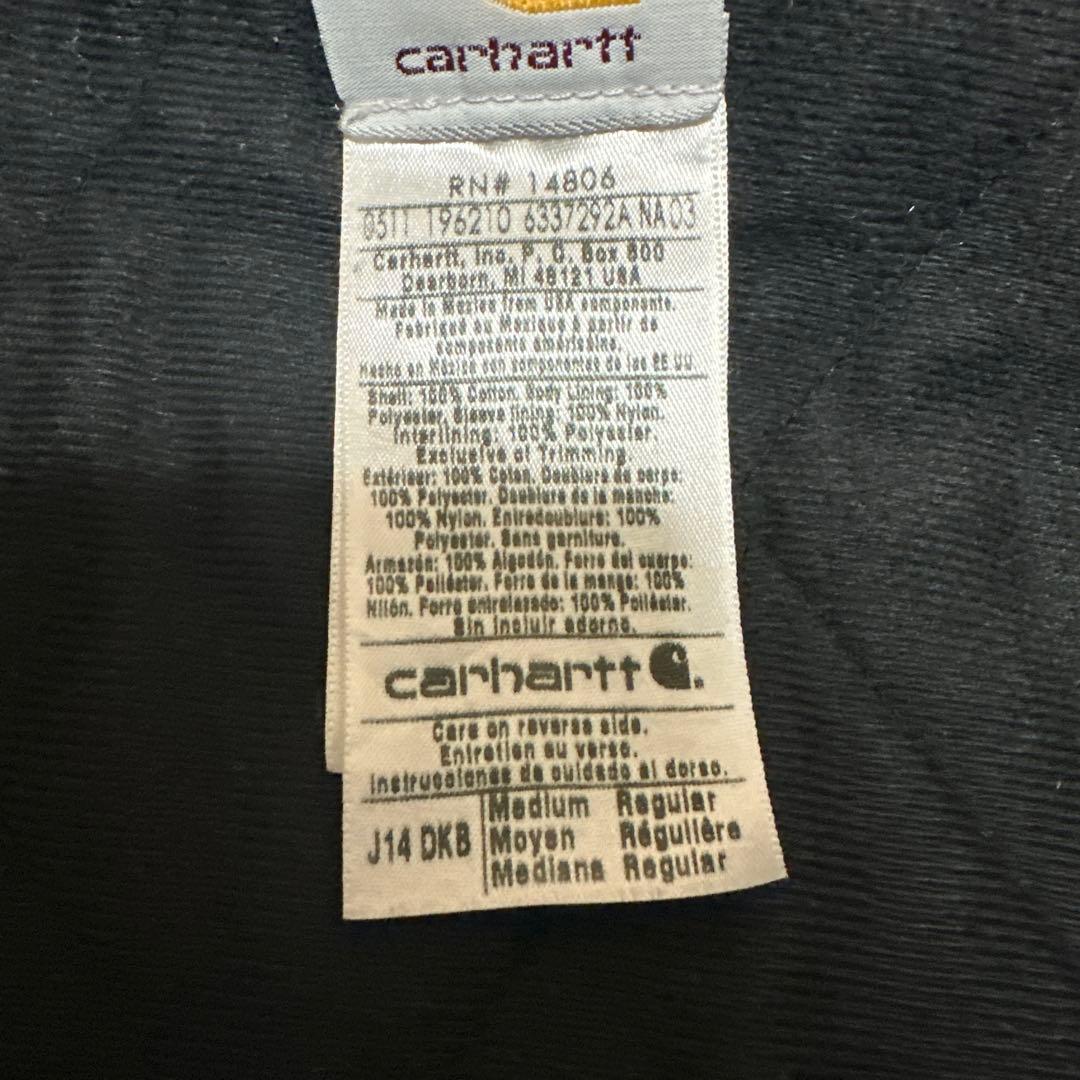 carhartt
RN# 14806
0511 196210 6337292A NA 03
Carhartt, Inc. P. O. Box 600
Dearborn, MI 48121 USA
Made in Mexico from USA components.
Fabriqué au Mexique à partir de
composants américains.
Hecho en México con componentes de los EE UU
Shell: 100% Cotton. Body Lining: 100%
Polyester. Sleeve lining: 100% Nylon.
Interlining: 100% Polyester.
Exclusive of Trimming.
Extérieur: 100% Coton. Doublure de corps:
100% Polyester. Doublure de la manche:
100% Nylon. Entredoublure: 100%
Polyester. Sans garniture.
Armazón: 100% Algodón. Forro del cuerpo:
100% Poliéster. Forro de la manga: 100%
Nilón. Forro entrelazado: 100% Poliéster.
Sin incluir adorno.
carhartt
Care on reverse side.
Entretien au verso.
Instrucciones de cuidado al dorso.
J14 DKB
Medium Regular
Moyen Régulière
Mediana Regular